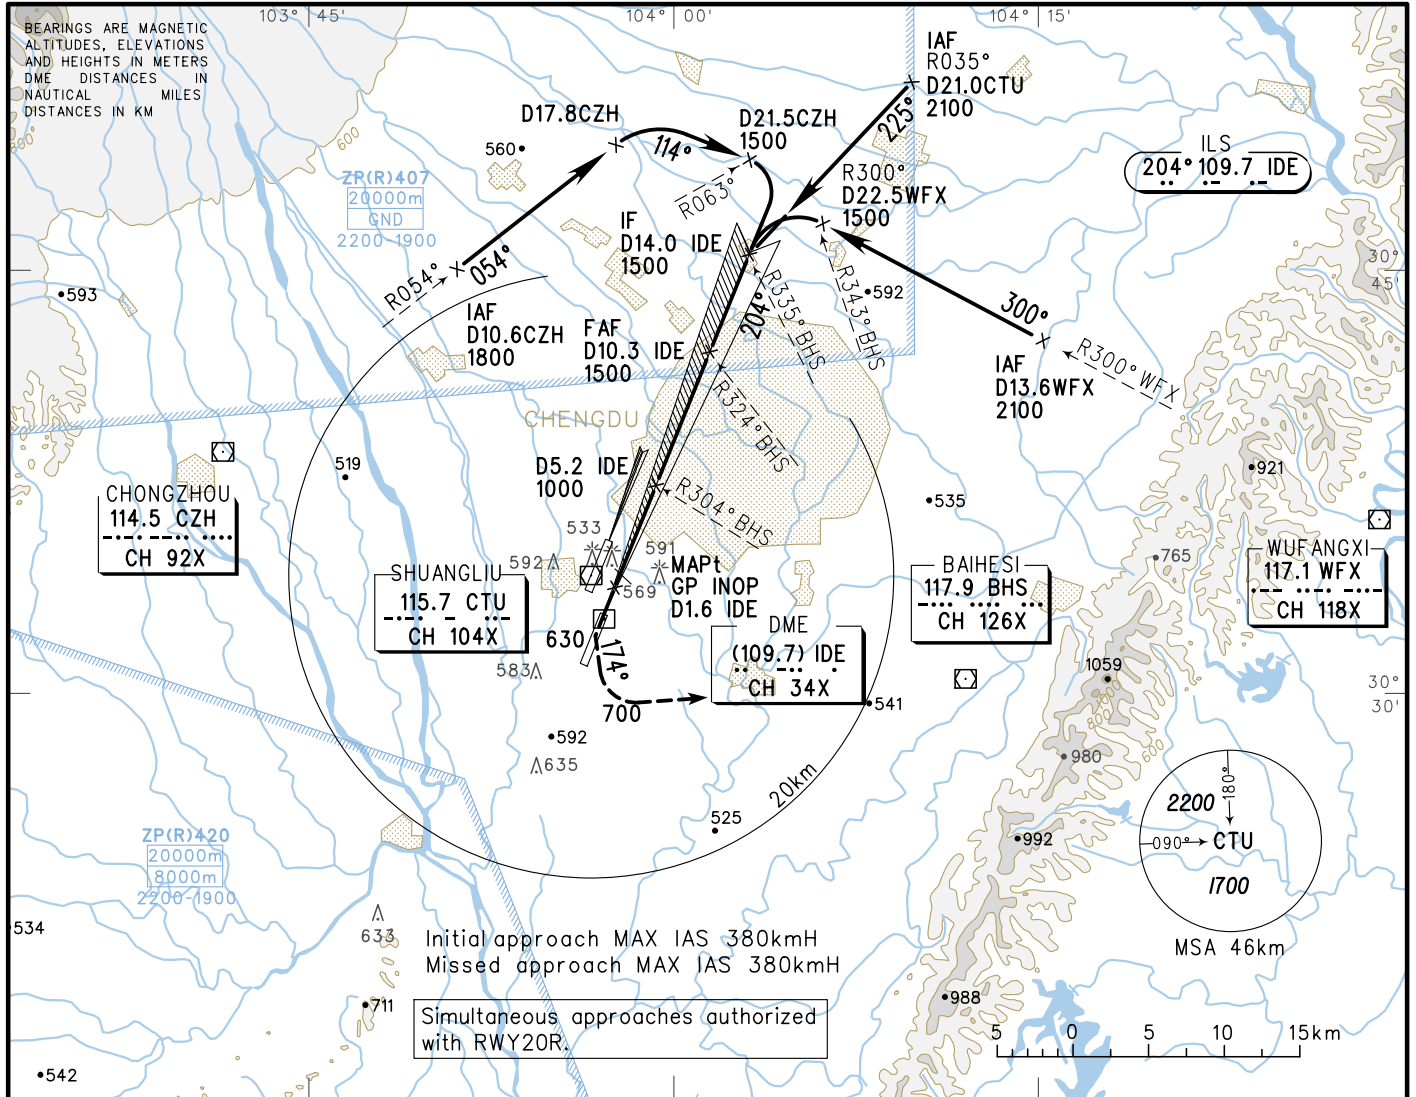 103° 45'
104° 00'
104° 15'
BEARINGS ARE MAGNETIC
ALTITUDES, ELEVATIONS
AND HEIGHTS IN METERS
DME DISTANCES IN
NAUTICAL MILES
DISTANCES IN KM
600
600
IAF
R035°
D21.0CTU
2100
225°
D17.8CZH
114°
D21.5CZH
1500
560
R063°
R300°
D22.5WFX
1500
ILS
204° 109.7 IDE
ZP(R)407
20000m
GND
2200-1900
IF
D14.0 IDE
1500
R054°
054°
593
IAF
D10.6CZH
1800
FAF
D10.3 IDE
1500
204°
R335° BHS
R343° BHS
592
300°
30°
45'
IAF
D13.6WFX
2100
R300° WFX
CHENGDU
R324° BHS
519
D5.2 IDE
1000
R304° BHS
921
535
CHONGZHOU
114.5 CZH
CH 92X
533
592
591
569
MAPt
GP INOP
D1.6 IDE
765
SHUANGLIU
115.7 CTU
CH 104X
BAIHESI
117.9 BHS
CH 126X
WUFANGXI
117.1 WFX
CH 118X
630
174°
583
DME
(109.7) IDE
CH 34X
700
541
1059
800
600
30°
30'
592
635
980
20km
525
992
2200
180°
090°
CTU
1700
MSA 46km
ZP(R)420
20000m
8000m
2200-1900
534
633
Initial approach MAX IAS 380kmH
Missed approach MAX IAS 380kmH
711
Simultaneous approaches authorized
with RWY20R.
988
5 0 5 10 15km
542